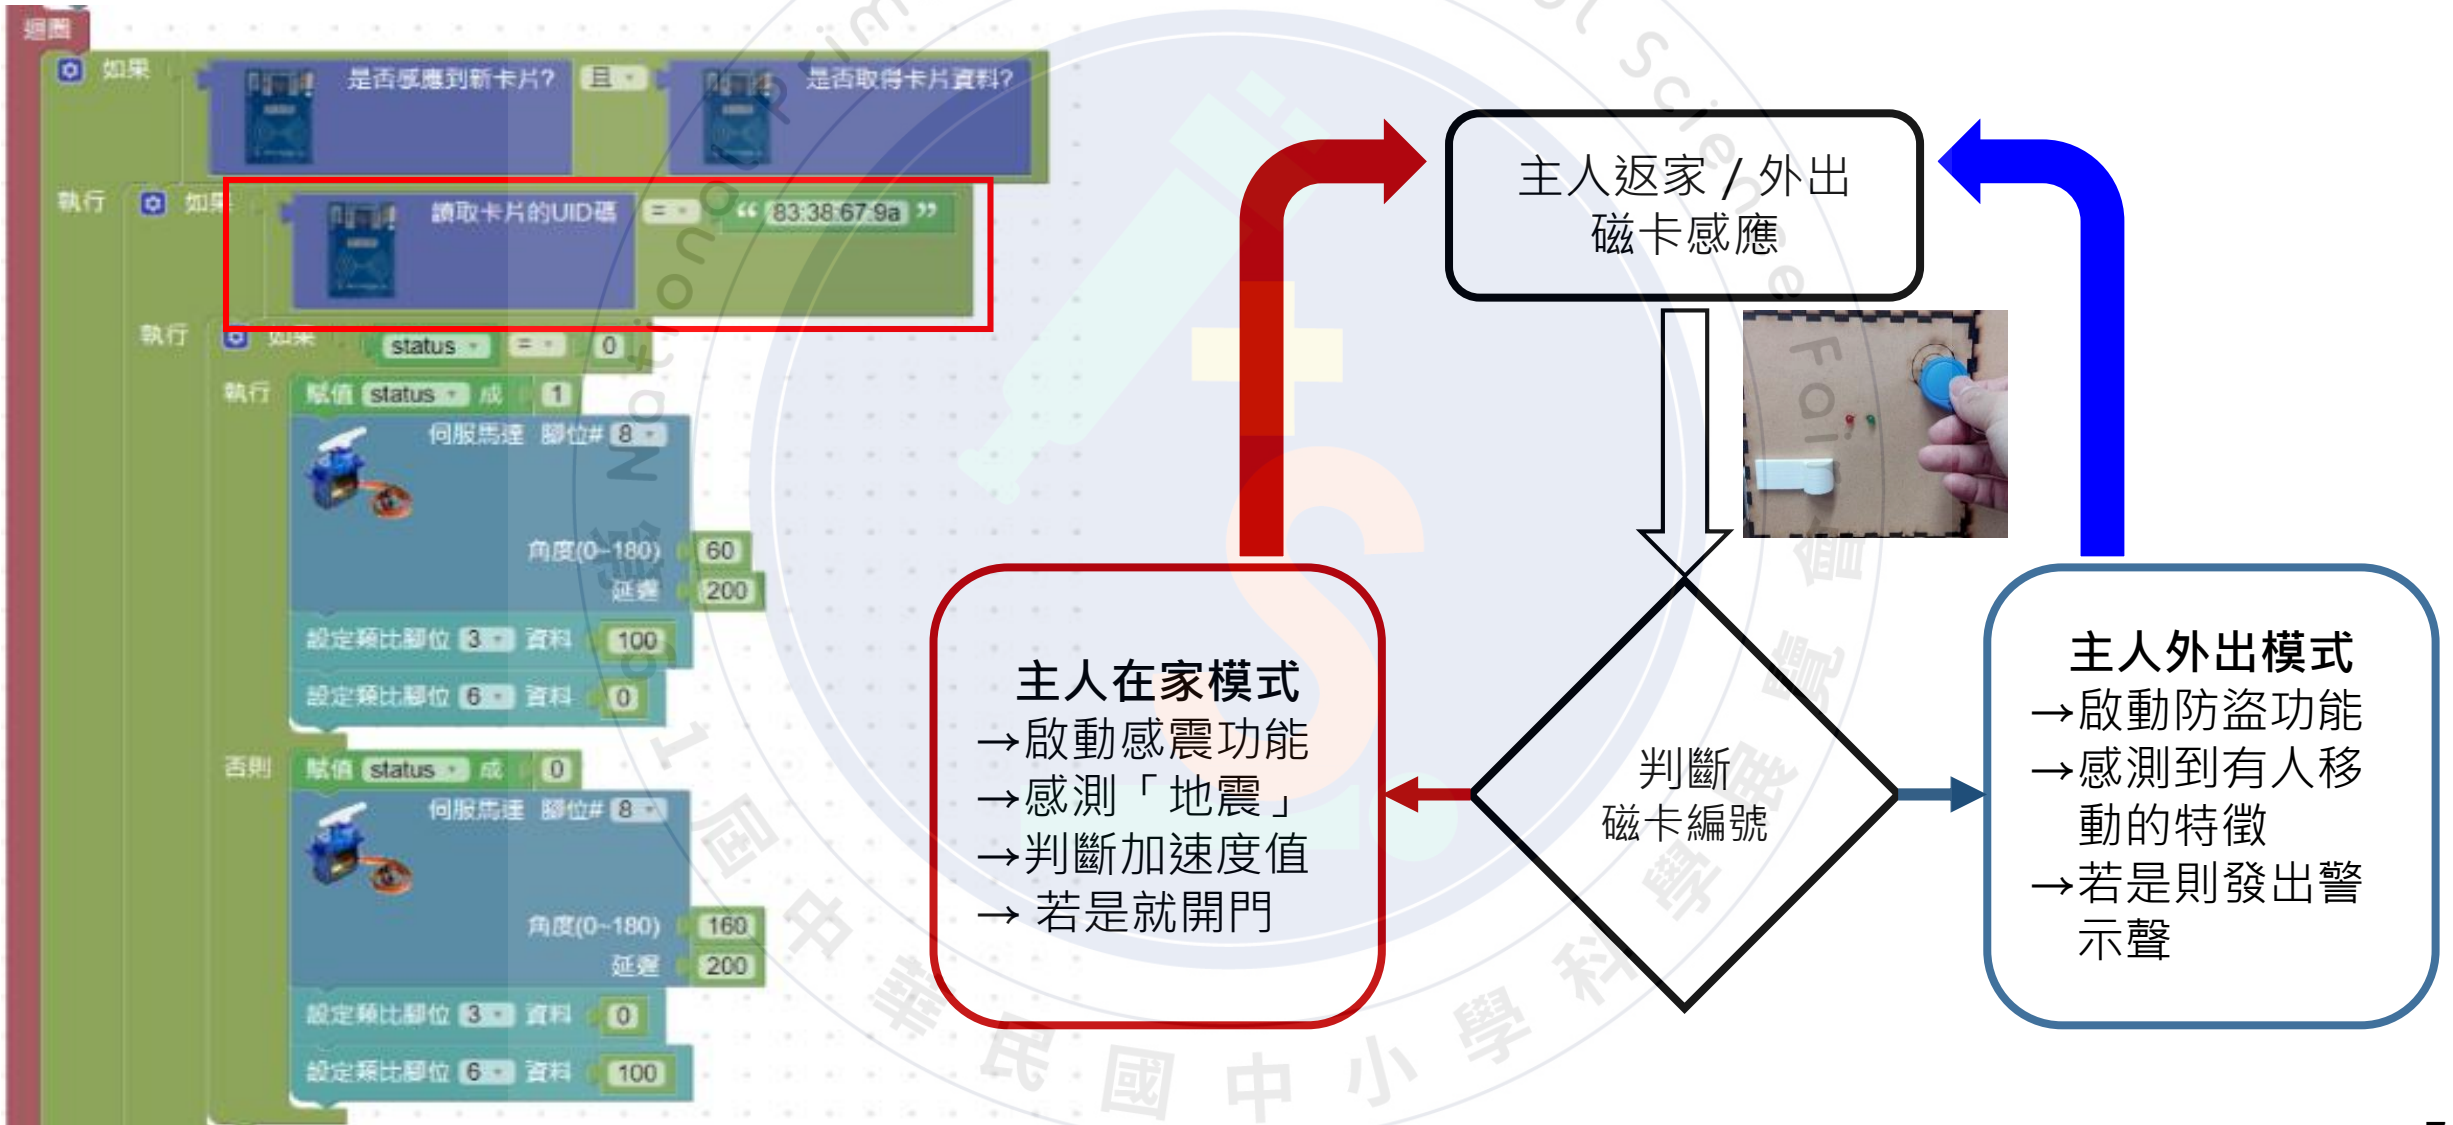 迴圈
如果 是否感應到新卡片? 且 是否取得卡片資料?
執行 如果 讀取卡片的UID碼 = “ 83:38:67:9a ”
執行 如果 status = 0
執行 賦值 status 成 1
伺服馬達 腳位# 8
角度(0~180) 60
延遲 200
設定類比腳位 3 資料 100
設定類比腳位 6 資料 0
否則 賦值 status 成 0
伺服馬達 腳位# 8
角度(0~180) 160
延遲 200
設定類比腳位 3 資料 0
設定類比腳位 6 資料 100
主人返家 / 外出
磁卡感應
判斷
磁卡編號
主人在家模式
→啟動感震功能
→感測「地震」
→判斷加速度值
→ 若是就開門
主人外出模式
→啟動防盜功能
→感測到有人移
動的特徵
→若是則發出警
示聲